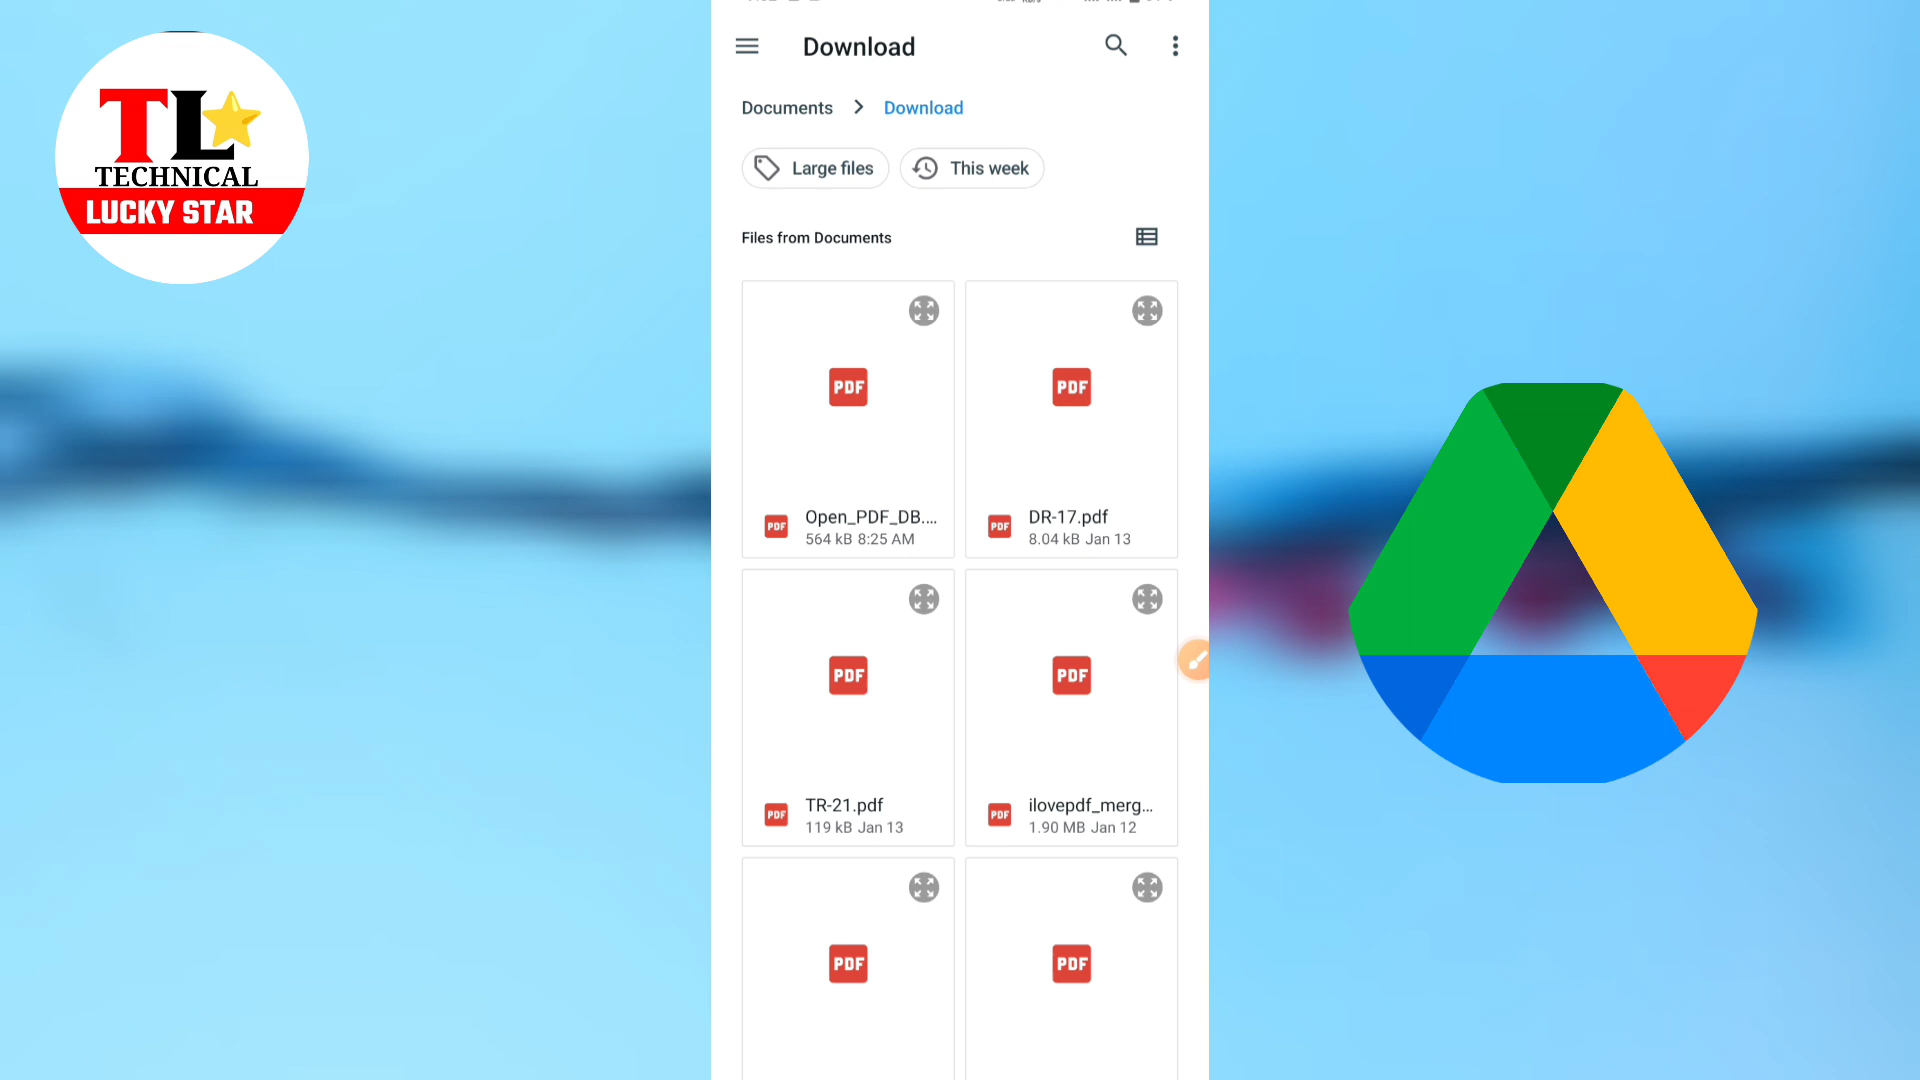 TL
TECHNICAL
LUCKY STAR
Download
Documents > Download
Large files
This week
Files from Documents
PDF
PDF
PDF
Open_PDF_DB....
564 kB 8:25 AM
PDF
DR-17.pdf
8.04 kB Jan 13
PDF
PDF
PDF
TR-21.pdf
119 kB Jan 13
PDF
ilovepdf_merg...
1.90 MB Jan 12
PDF
PDF